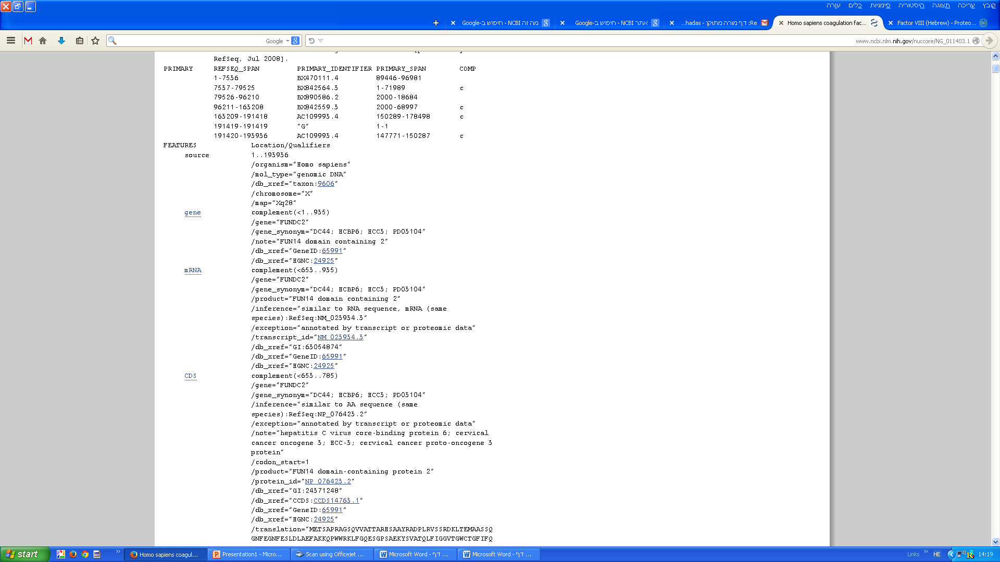 קובץ עריכה תצוגה היסטוריה סימניות כלים עזרה
Factor VIII (Hebrew) - Proteo...
Homo sapiens coagulation fac...
Re: דף מורה מתוקן - hadas...
אתר NCBI - חיפוש ב-Google
מה זה NCBI - חיפוש ב-Google
Google
www.ncbi.nlm.nih.gov/nuccore/NG_011403.1
RefSeq, Jul 2008].
PRIMARY REFSEQ_SPAN PRIMARY_IDENTIFIER PRIMARY_SPAN COMP
1-7536 BX470111.4 89446-96981
7537-79525 BX842564.3 1-71989 c
79526-96210 BX890586.2 2000-18684
96211-163208 BX842559.3 2000-68997 c
163209-191418 AC109993.4 150289-178498 c
191419-191419 "G" 1-1
191420-193936 AC109993.4 147771-150287 c
FEATURES Location/Qualifiers
source 1..193936
/organism="Homo sapiens"
/mol_type="genomic DNA"
/db_xref="taxon:9606"
/chromosome="X"
/map="Xq28"
gene complement(<1..935)
/gene="FUNDC2"
/gene_synonym="DC44; HCBP6; HCC3; PD03104"
/note="FUN14 domain containing 2"
/db_xref="GeneID:65991"
/db_xref="HGNC:24925"
mRNA complement(<653..935)
/gene="FUNDC2"
/gene_synonym="DC44; HCBP6; HCC3; PD03104"
/product="FUN14 domain containing 2"
/inference="similar to RNA sequence, mRNA (same
species):RefSeq:NM_023934.3"
/exception="annotated by transcript or proteomic data"
/transcript_id="NM_023934.3"
/db_xref="GI:63054874"
/db_xref="GeneID:65991"
/db_xref="HGNC:24925"
CDS complement(<653..785)
/gene="FUNDC2"
/gene_synonym="DC44; HCBP6; HCC3; PD03104"
/inference="similar to AA sequence (same
species):RefSeq:NP_076423.2"
/exception="annotated by transcript or proteomic data"
/note="hepatitis C virus core-binding protein 6; cervical
cancer oncogene 3; HCC-3; cervical cancer proto-oncogene 3
protein"
/codon_start=1
/product="FUN14 domain-containing protein 2"
/protein_id="NP_076423.2"
/db_xref="GI:24371248"
/db_xref="CCDS:CCDS14763.1"
/db_xref="GeneID:65991"
/db_xref="HGNC:24925"
/translation="METSAPRAGSQVVATTARHSAAYRADPLRVSSRDKLTEMAASSQ
GNFEGNFESLDLAEFAKKQPWWRKLFGQESGPSAEKYSVATQLFIGGVTGWCTGFIFQ
start
Homo sapiens coagul...
Presentation1 - Micro...
Scan using Officejet ...
Microsoft Word - דף ...
Microsoft Word - דף ...
Links
HE
14:19